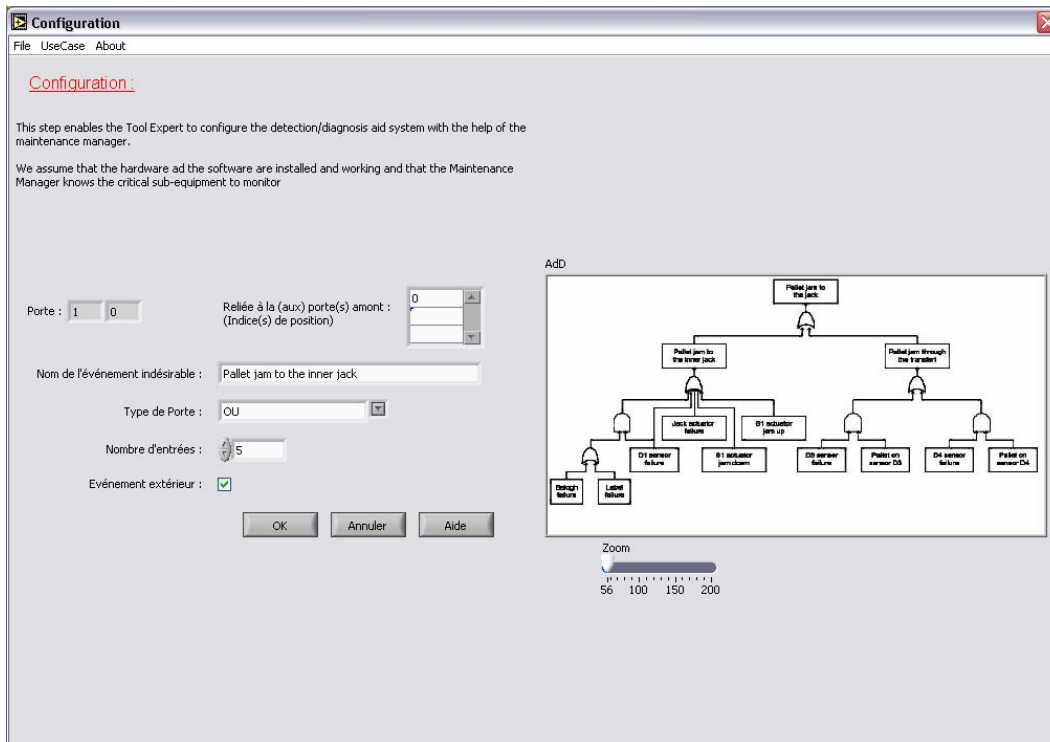 Configuration
File UseCase About
Configuration :
This step enables the Tool Expert to configure the detection/diagnosis aid system with the help of the
maintenance manager.
We assume that the hardware ad the software are installed and working and that the Maintenance
Manager knows the critical sub-equipment to monitor
AdD
Porte : 1 0
Reliée à la (aux) porte(s) amont :
(Indice(s) de position)
0
Nom de l'événement indésirable : Pallet jam to the inner jack
Type de Porte : OU
Nombre d'entrées : 5
Evénement extérieur :
OK Annuler Aide
Pallet jam to
the jack
Pallet jam to
the inner jack
Pallet jam through
the transfert
Jack actuator
failure
S1 actuator
jam up
D1 sensor
failure
S1 actuator
jam down
D3 sensor
failure
Pallet on
sensor D3
D4 sensor
failure
Pallet on
sensor D4
Balogh
failure
Label
failure
Zoom
56 100 150 200